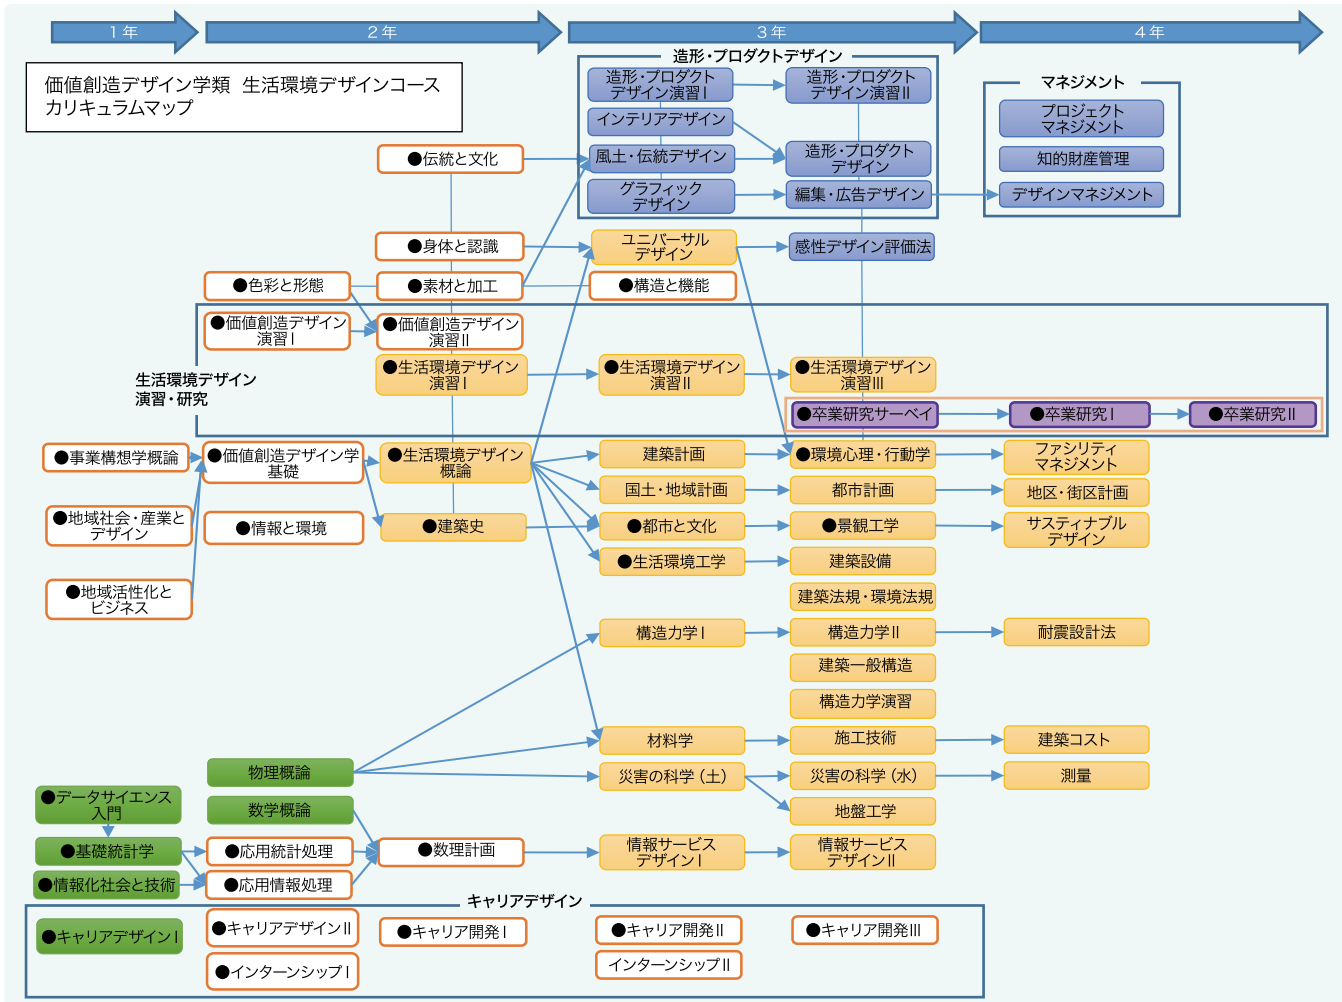 1 年
2 年
3 年
4 年
価値創造デザイン学類 生活環境デザインコース
カリキュラムマップ
造形・プロダクトデザイン
造形・プロダクト
デザイン演習Ⅰ
造形・プロダクト
デザイン演習Ⅱ
インテリアデザイン
風土・伝統デザイン
造形・プロダクト
デザイン
グラフィック
デザイン
編集・広告デザイン
マネジメント
プロジェクト
マネジメント
知的財産管理
デザインマネジメント
●伝統と文化
●身体と認識
ユニバーサル
デザイン
感性デザイン評価法
●色彩と形態
●素材と加工
●構造と機能
●価値創造デザイン
演習Ⅰ
●価値創造デザイン
演習Ⅱ
生活環境デザイン
演習・研究
●生活環境デザイン
演習Ⅰ
●生活環境デザイン
演習Ⅱ
●生活環境デザイン
演習Ⅲ
●卒業研究サーベイ
●卒業研究Ⅰ
●卒業研究Ⅱ
●事業構想学概論
●価値創造デザイン学
基礎
●生活環境デザイン
概論
建築計画
●環境心理・行動学
ファシリティ
マネジメント
国土・地域計画
都市計画
地区・街区計画
●地域社会・産業と
デザイン
●情報と環境
●建築史
●都市と文化
●景観工学
サスティナブル
デザイン
●生活環境工学
建築設備
●地域活性化と
ビジネス
建築法規・環境法規
構造力学Ⅰ
構造力学Ⅱ
耐震設計法
建築一般構造
構造力学演習
材料学
施工技術
建築コスト
物理概論
災害の科学（土）
災害の科学（水）
測量
●データサイエンス
入門
数学概論
地盤工学
●基礎統計学
●応用統計処理
●数理計画
情報サービス
デザインⅠ
情報サービス
デザインⅡ
●情報化社会と技術
●応用情報処理
キャリアデザイン
●キャリアデザインⅠ
●キャリアデザインⅡ
●キャリア開発Ⅰ
●キャリア開発Ⅱ
●キャリア開発Ⅲ
●インターンシップⅠ
インターンシップⅡ